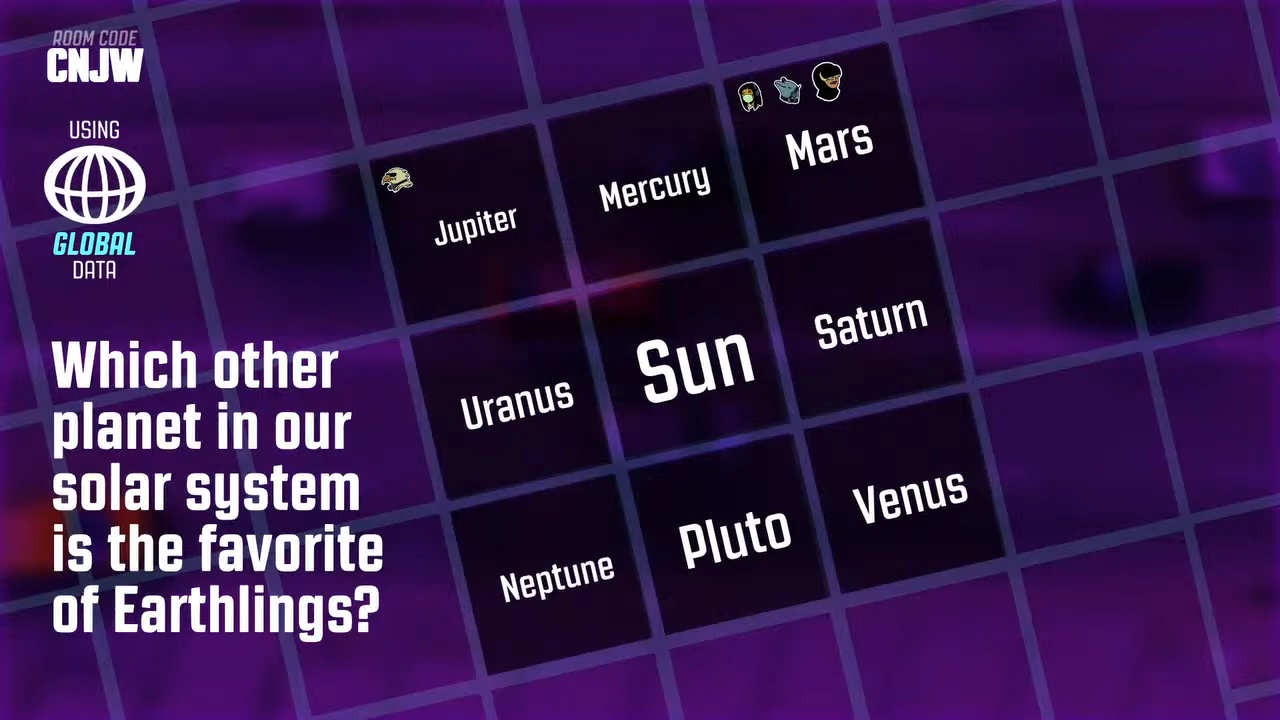 ROOM CODE
CNJW
USING
GLOBAL
DATA
Which other
planet in our
solar system
is the favorite
of Earthlings?
Jupiter
Mercury
Mars
Uranus
Sun
Saturn
Neptune
Pluto
Venus